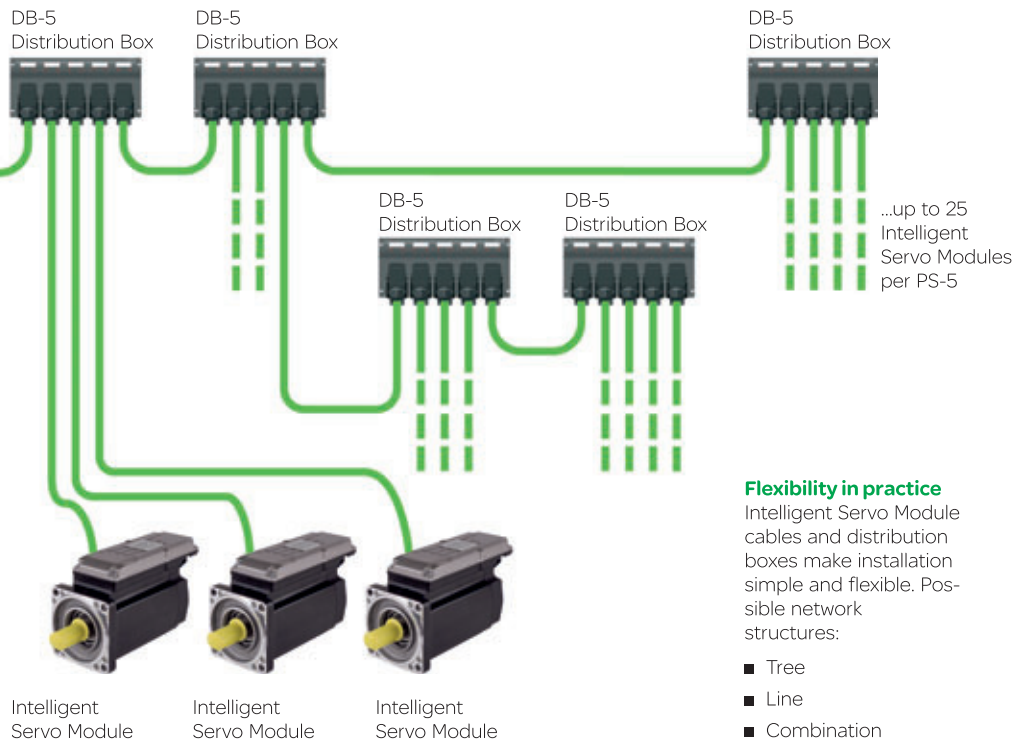 DB-5
Distribution Box
DB-5
Distribution Box
DB-5
Distribution Box
DB-5
Distribution Box
DB-5
Distribution Box
...up to 25
Intelligent
Servo Modules
per PS-5
Flexibility in practice
Intelligent Servo Module
cables and distribution
boxes make installation
simple and flexible. Pos-
sible network
structures:
■ Tree
■ Line
■ Combination
Intelligent
Servo Module
Intelligent
Servo Module
Intelligent
Servo Module